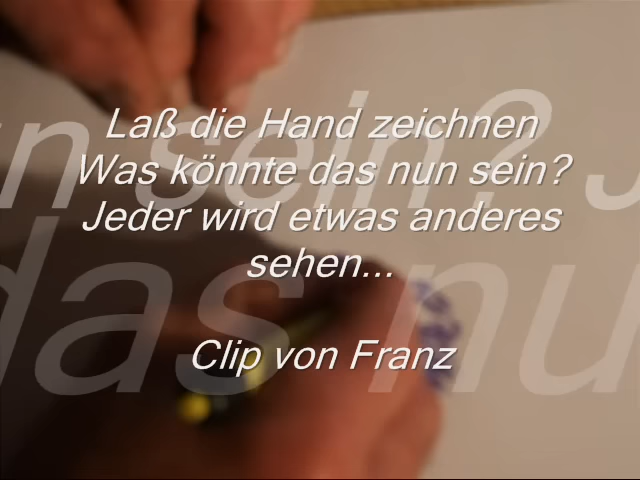 Laß die Hand zeichnen
Was könnte das nun sein?
Jeder wird etwas anderes
sehen...
Clip von Franz